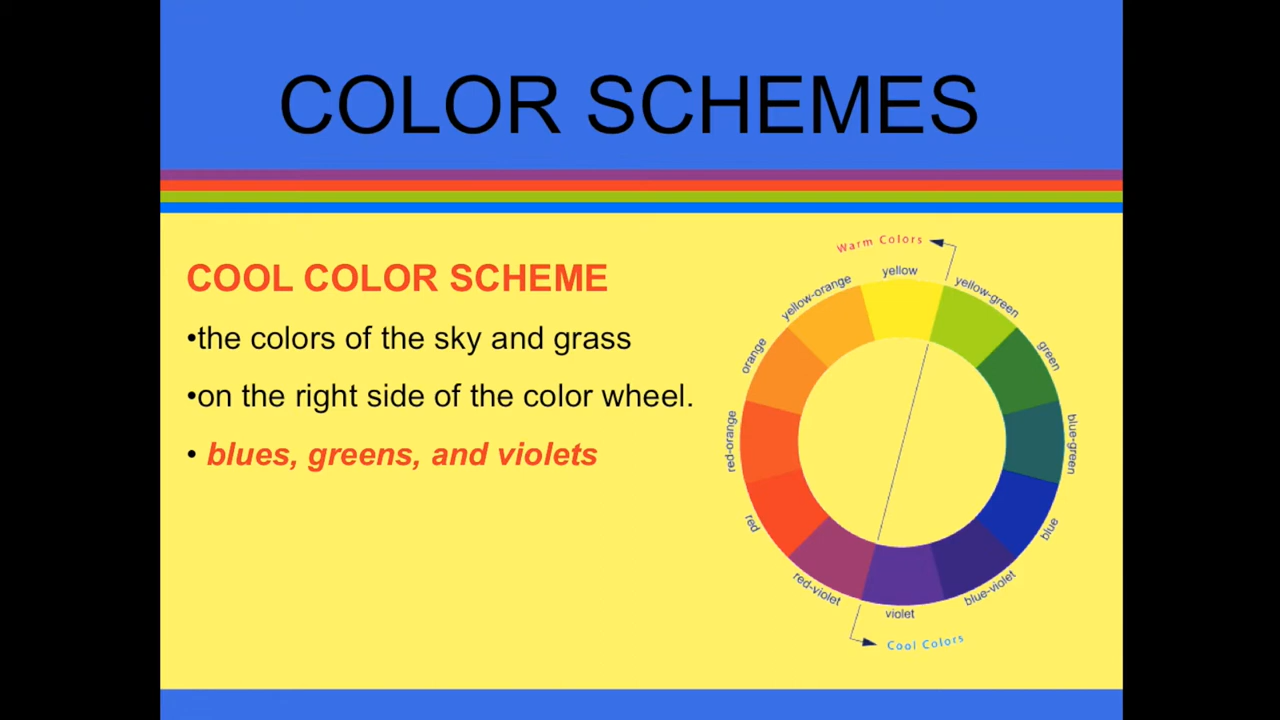 COLOR SCHEMES
COOL COLOR SCHEME
•the colors of the sky and grass
•on the right side of the color wheel.
• blues, greens, and violets
Warm Colors
yellow
yellow-green
green
blue-green
blue
blue-violet
violet
red-violet
red
red-orange
orange
yellow-orange
Cool Colors